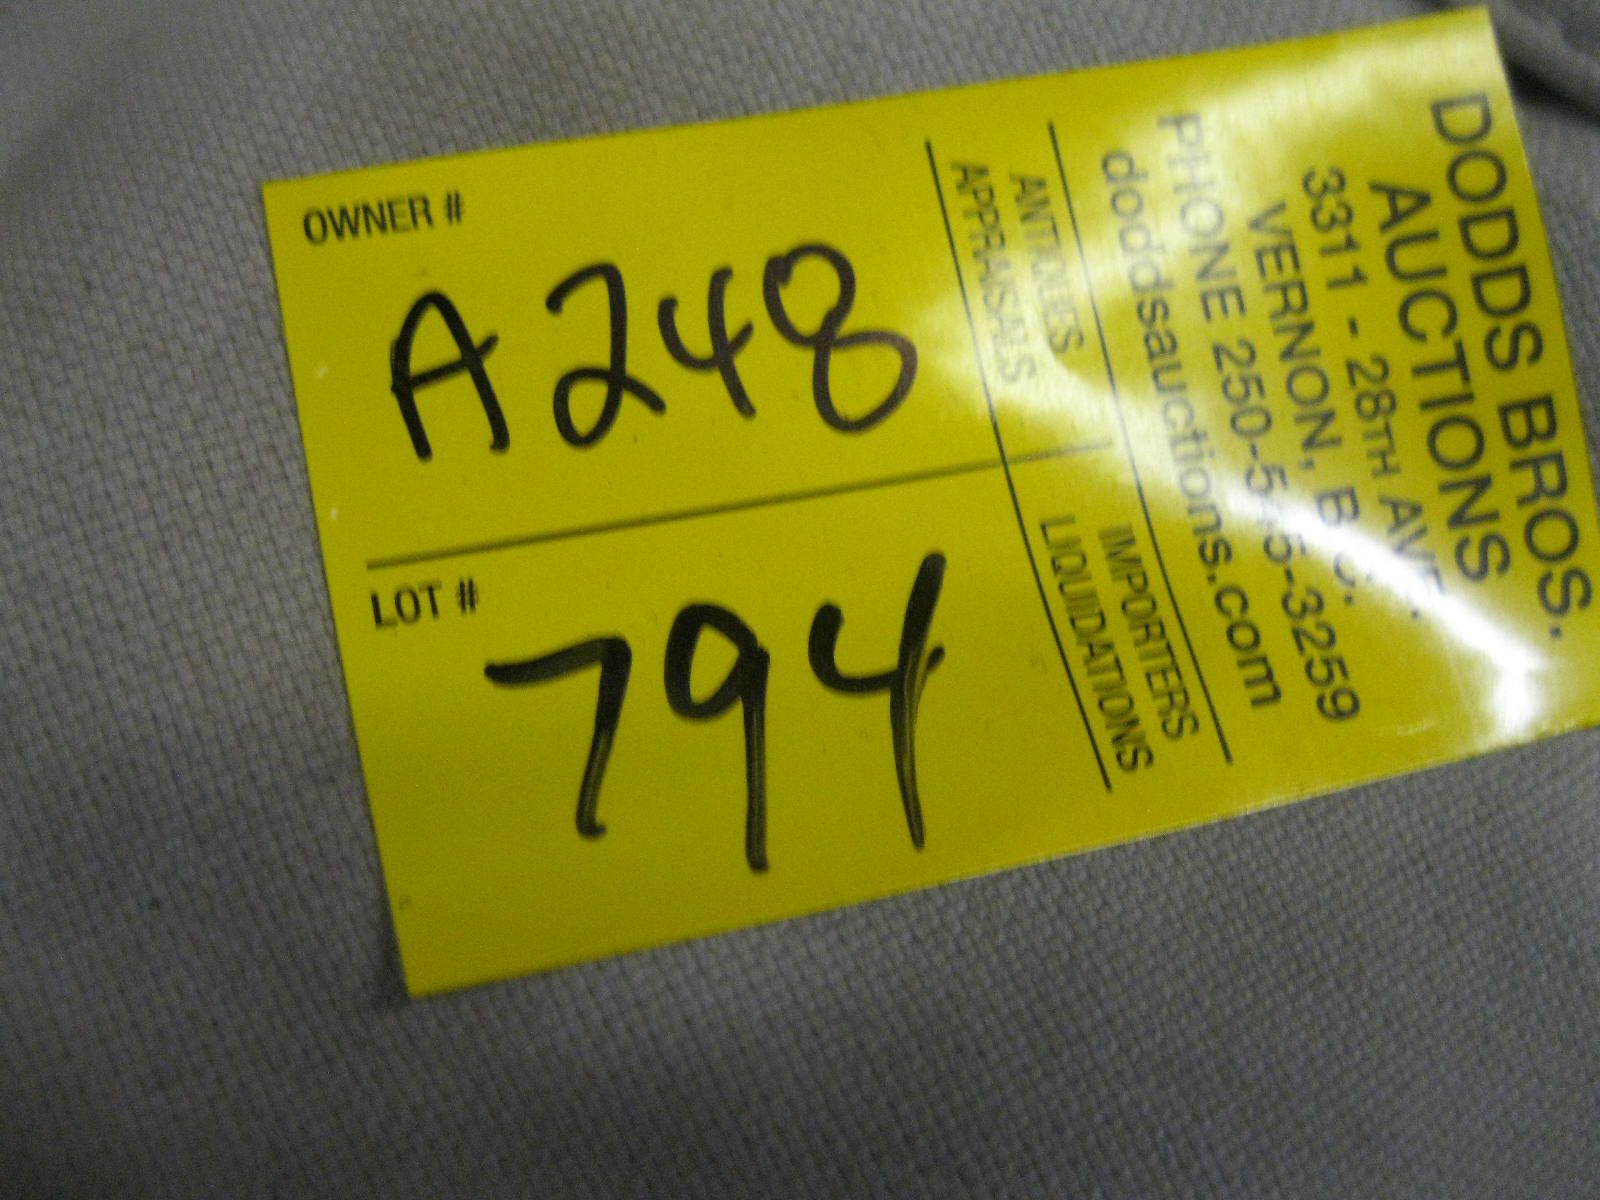 DODDS BROS.
AUCTIONS
3311 - 28TH AVE.
VERNON, B.C.
PHONE 250-545-3259
doddsauctions.com
ANTIQUES IMPORTERS
APPRAISALS LIQUIDATIONS
OWNER #
A248
LOT #
794